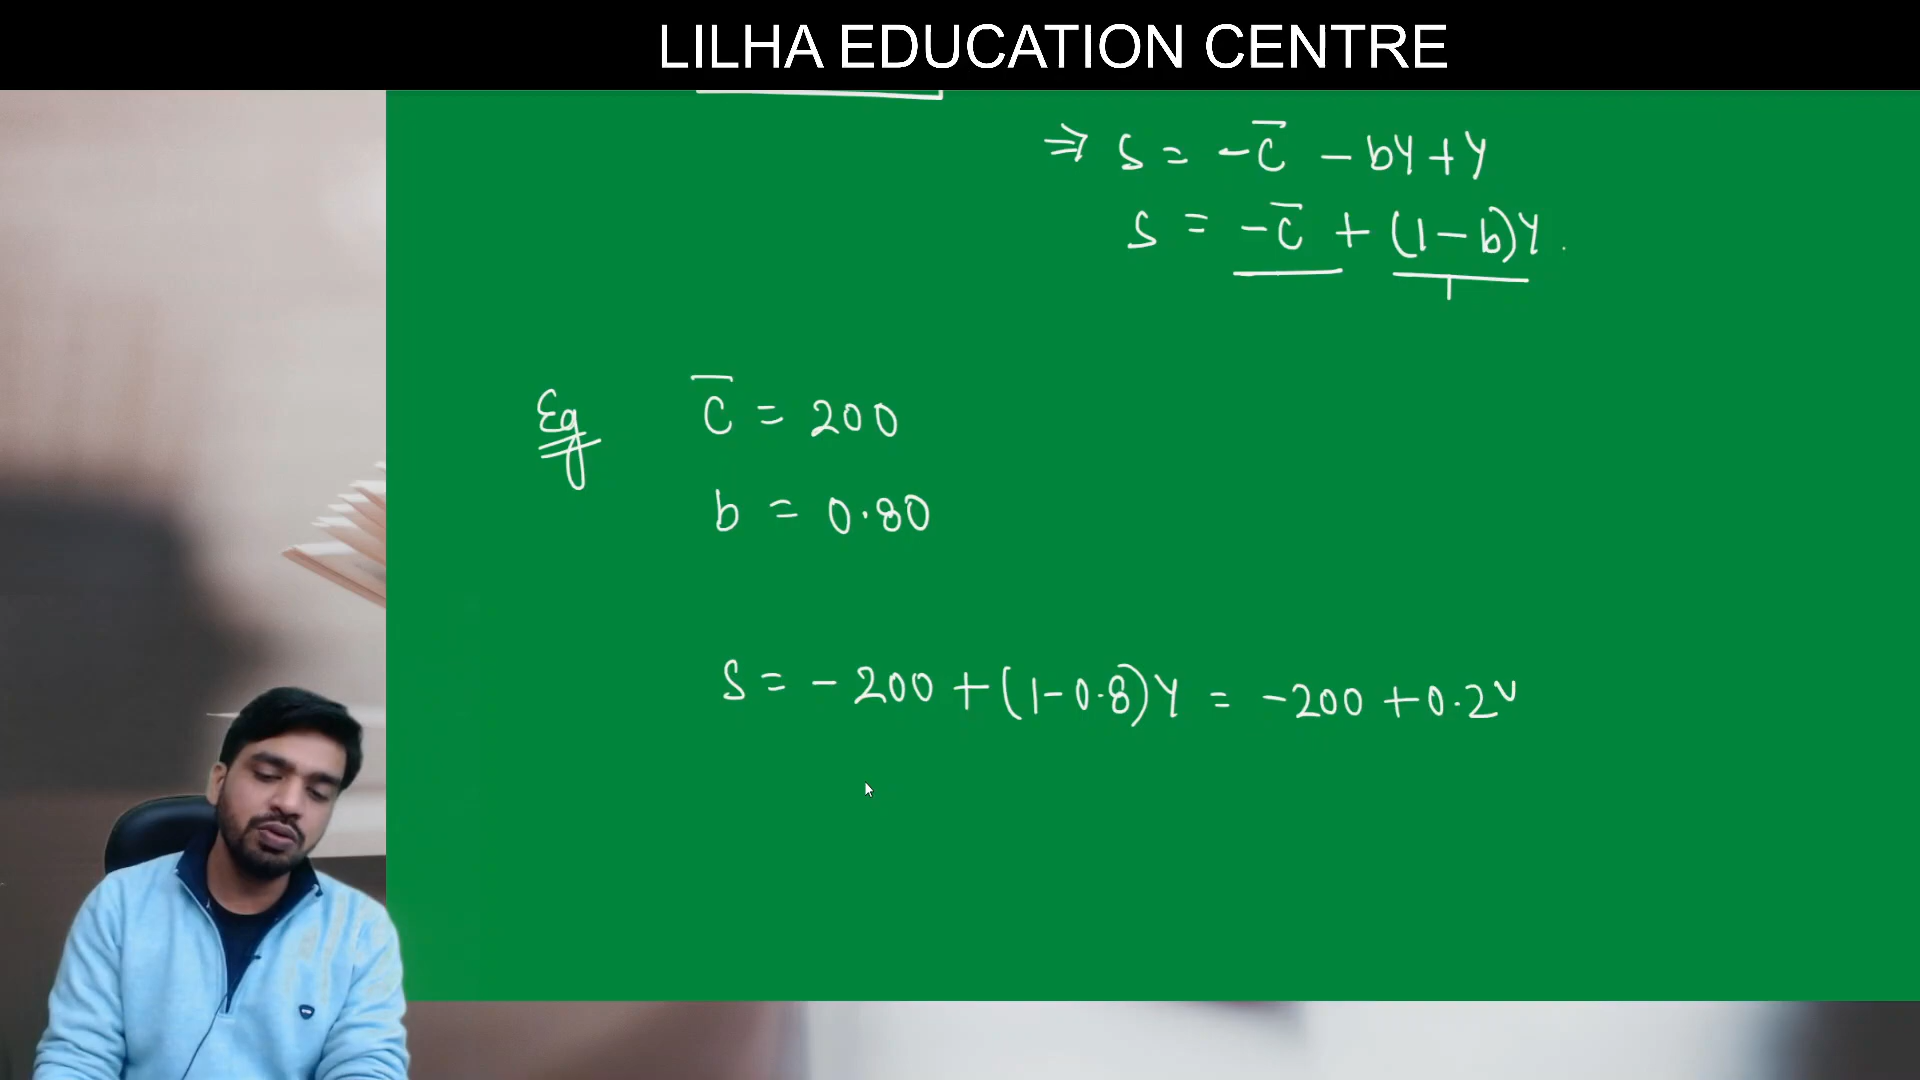 LILHA EDUCATION CENTRE
⇒ S = -C̅ - bY + Y
S = -C̅ + (1-b)Y.
Eg
C̅ = 200
b = 0.80
S = -200 + (1-0.8)Y = -200 + 0.2Y